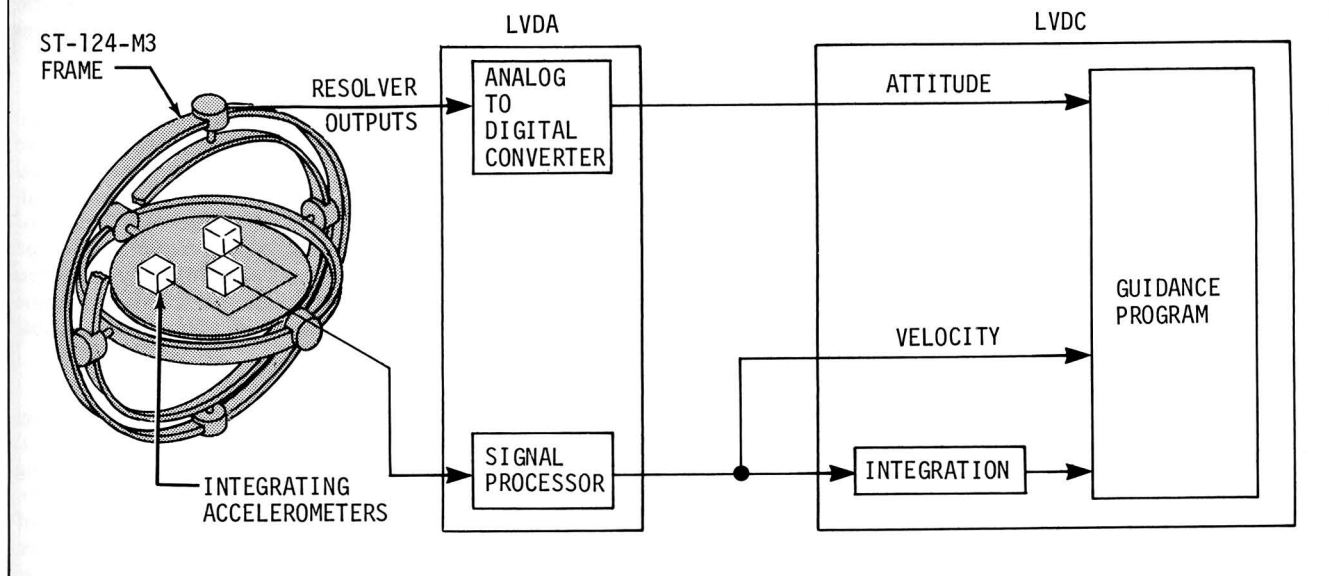 LVDA
LVDC
ST-124-M3
FRAME
RESOLVER
OUTPUTS
ANALOG
TO
DIGITAL
CONVERTER
ATTITUDE
GUIDANCE
PROGRAM
VELOCITY
SIGNAL
PROCESSOR
INTEGRATION
INTEGRATING
ACCELEROMETERS